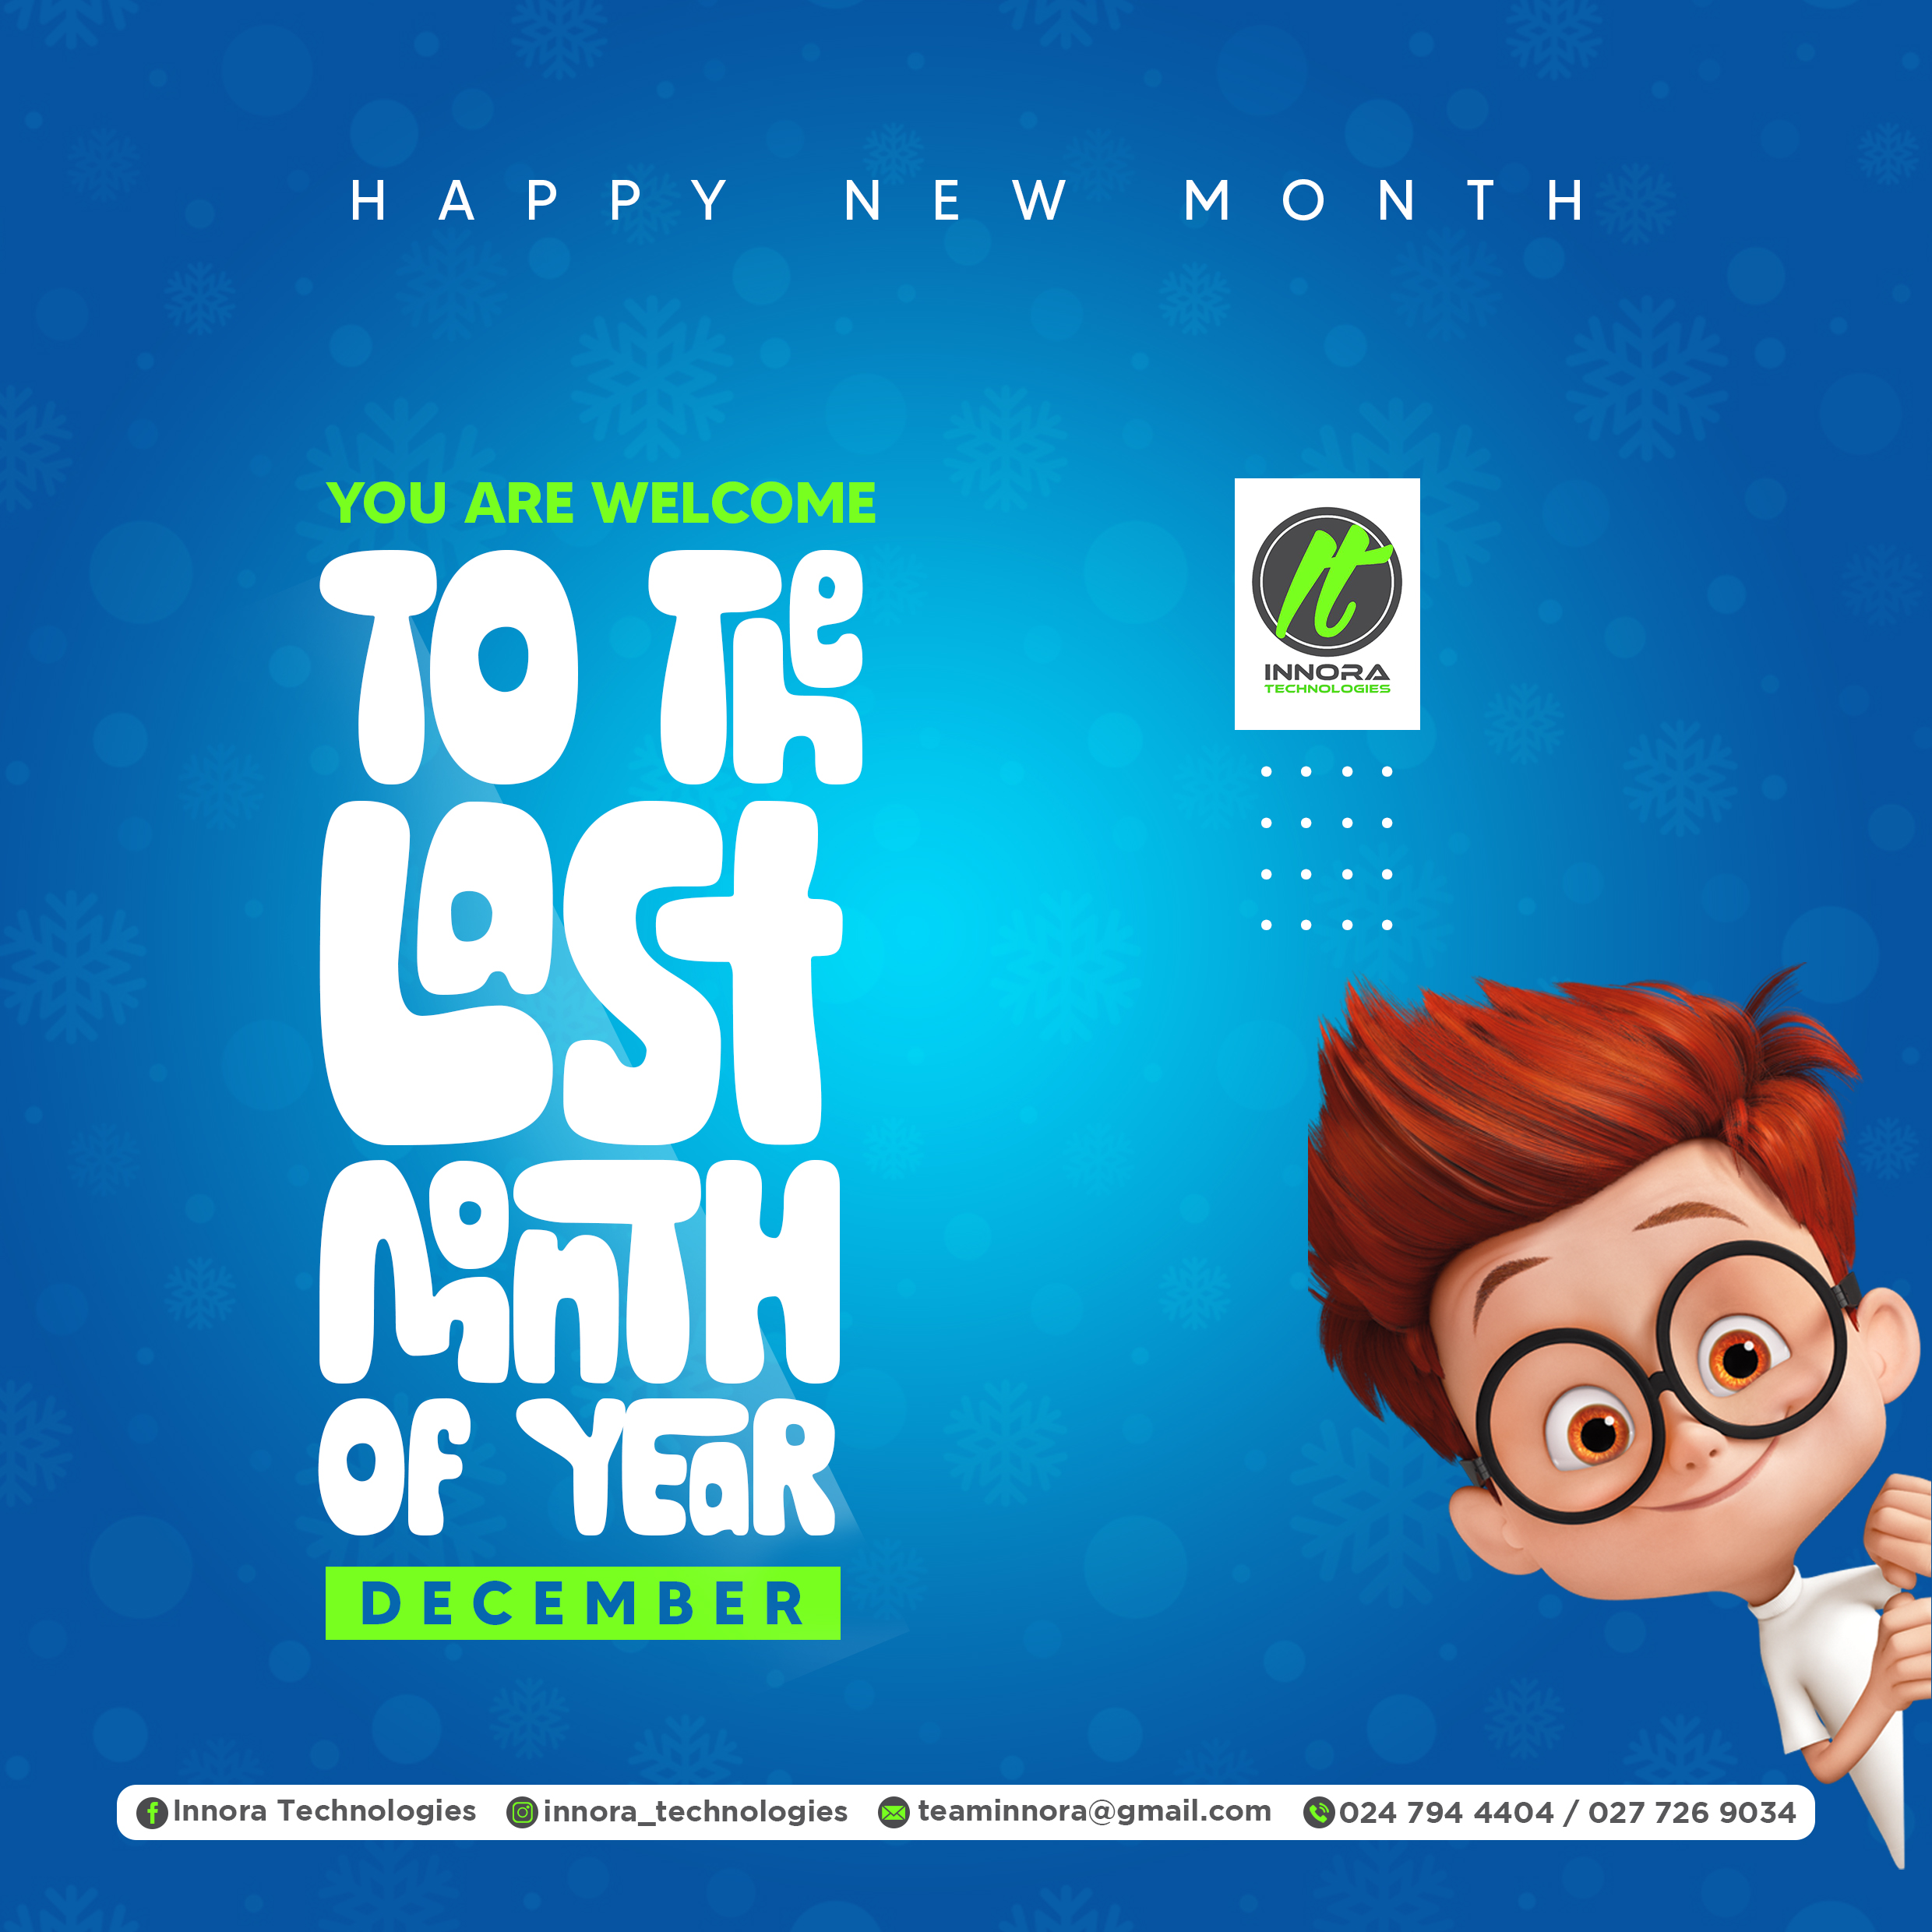 HAPPY NEW MONTH
YOU ARE WELCOME
TO The
LaST
MONTH
OF YEaR
DECEMBER
it
INNORA
TECHNOLOGIES
Innora Technologies innora_technologies teaminnora@gmail.com 024 794 4404 / 027 726 9034